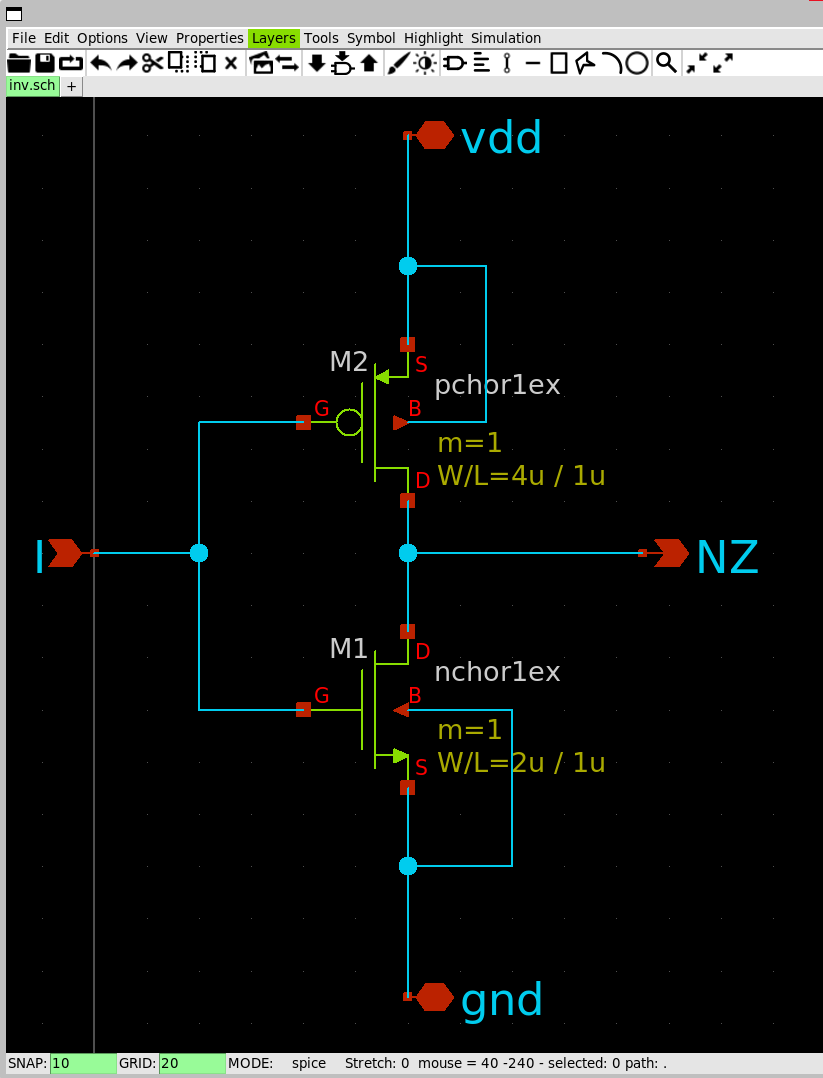 File Edit Options View Properties Layers Tools Symbol Highlight Simulation
inv.sch +
vdd
M2
S
pchor1ex
G
B
m=1
D
W/L=4u / 1u
I
NZ
M1
D
nchor1ex
G
B
m=1
S
W/L=2u / 1u
gnd
SNAP: 10 GRID: 20 MODE: spice Stretch: 0 mouse = 40 -240 - selected: 0 path: .